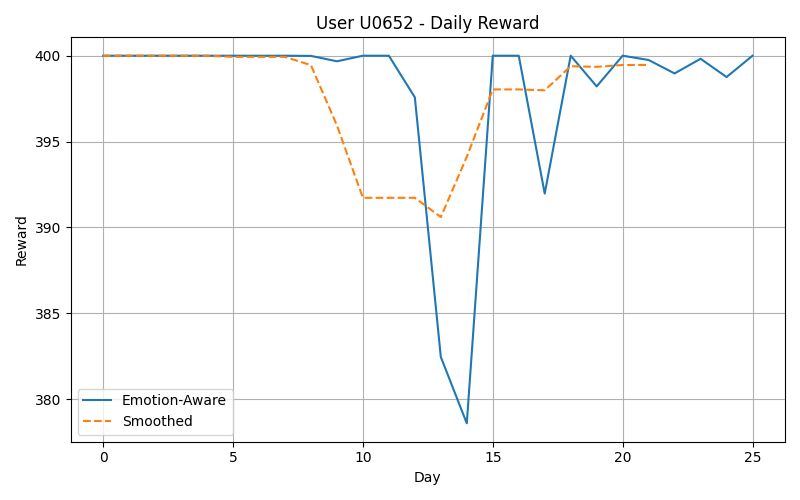 User U0652 - Daily Reward
Reward
400
395
390
385
380
Emotion-Aware
Smoothed
0 5 10 15 20 25
Day